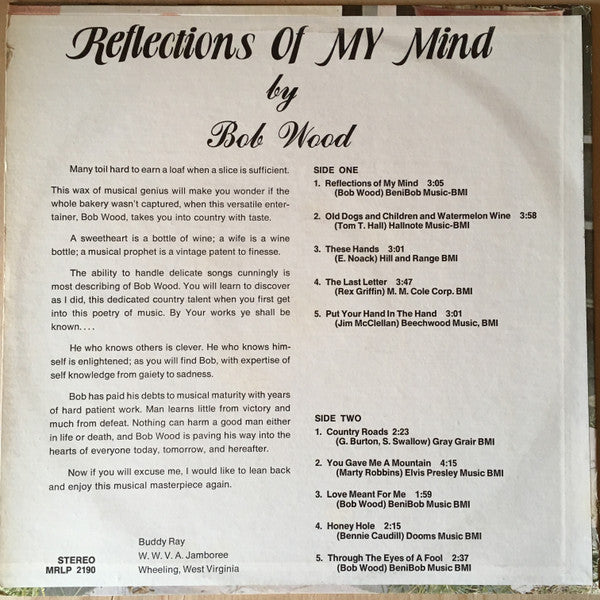 Reflections Of MY Mind
by
Bob Wood
Many toil hard to earn a loaf when a slice is sufficient.
This wax of musical genius will make you wonder if the
whole bakery wasn't captured, when this versatile enter-
tainer, Bob Wood, takes you into country with taste.
A sweetheart is a bottle of wine; a wife is a wine
bottle; a musical prophet is a vintage patent to finesse.
The ability to handle delicate songs cunningly is
most describing of Bob Wood. You will learn to discover
as I did, this dedicated country talent when you first get
into this poetry of music. By Your works ye shall be
known....
He who knows others is clever. He who knows him-
self is enlightened; as you will find Bob, with expertise of
self knowledge from gaiety to sadness.
Bob has paid his debts to musical maturity with years
of hard patient work. Man learns little from victory and
much from defeat. Nothing can harm a good man either
in life or death, and Bob Wood is paving his way into the
hearts of everyone today, tomorrow, and hereafter.
Now if you will excuse me, I would like to lean back
and enjoy this musical masterpiece again.
Buddy Ray
W. W. V. A. Jamboree
Wheeling, West Virginia
STEREO
MRLP 2190
SIDE ONE
1. Reflections of My Mind 3:05
(Bob Wood) BeniBob Music-BMI
2. Old Dogs and Children and Watermelon Wine 3:58
(Tom T. Hall) Hallnote Music-BMI
3. These Hands 3:01
(E. Noack) Hill and Range BMI
4. The Last Letter 3:47
(Rex Griffin) M. M. Cole Corp. BMI
5. Put Your Hand In The Hand 3:01
(Jim McClellan) Beechwood Music, BMI
SIDE TWO
1. Country Roads 2:23
(G. Burton, S. Swallow) Gray Grair BMI
2. You Gave Me A Mountain 4:15
(Marty Robbins) Elvis Presley Music BMI
3. Love Meant For Me 1:59
(Bob Wood) BeniBob Music BMI
4. Honey Hole 2:15
(Bennie Caudill) Dooms Music BMI
5. Through The Eyes of A Fool 2:37
(Bob Wood) BeniBob Music BMI